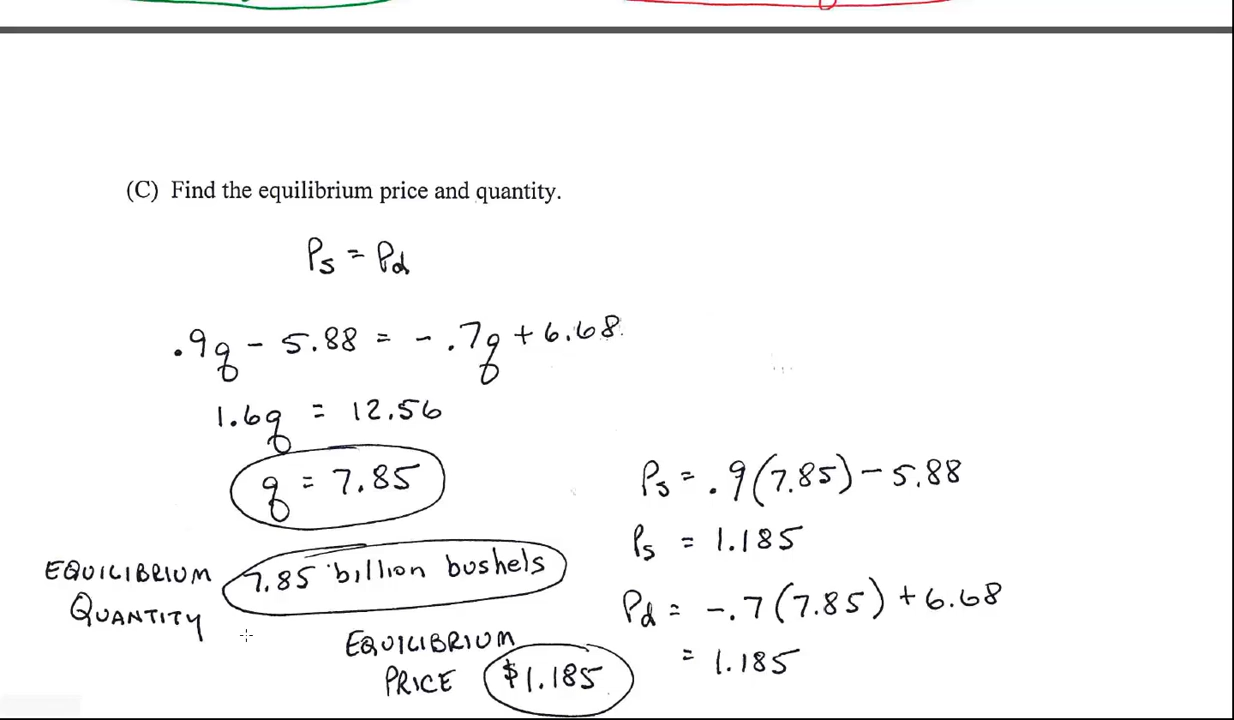 (C) Find the equilibrium price and quantity.
Ps = Pd
.9q - 5.88 = -.7q + 6.68
1.6q = 12.56
q = 7.85
EQUILIBRIUM
QUANTITY
7.85 billion bushels
EQUILIBRIUM
PRICE
$1.185
Ps = .9(7.85) - 5.88
Ps = 1.185
Pd = -.7(7.85) + 6.68
= 1.185